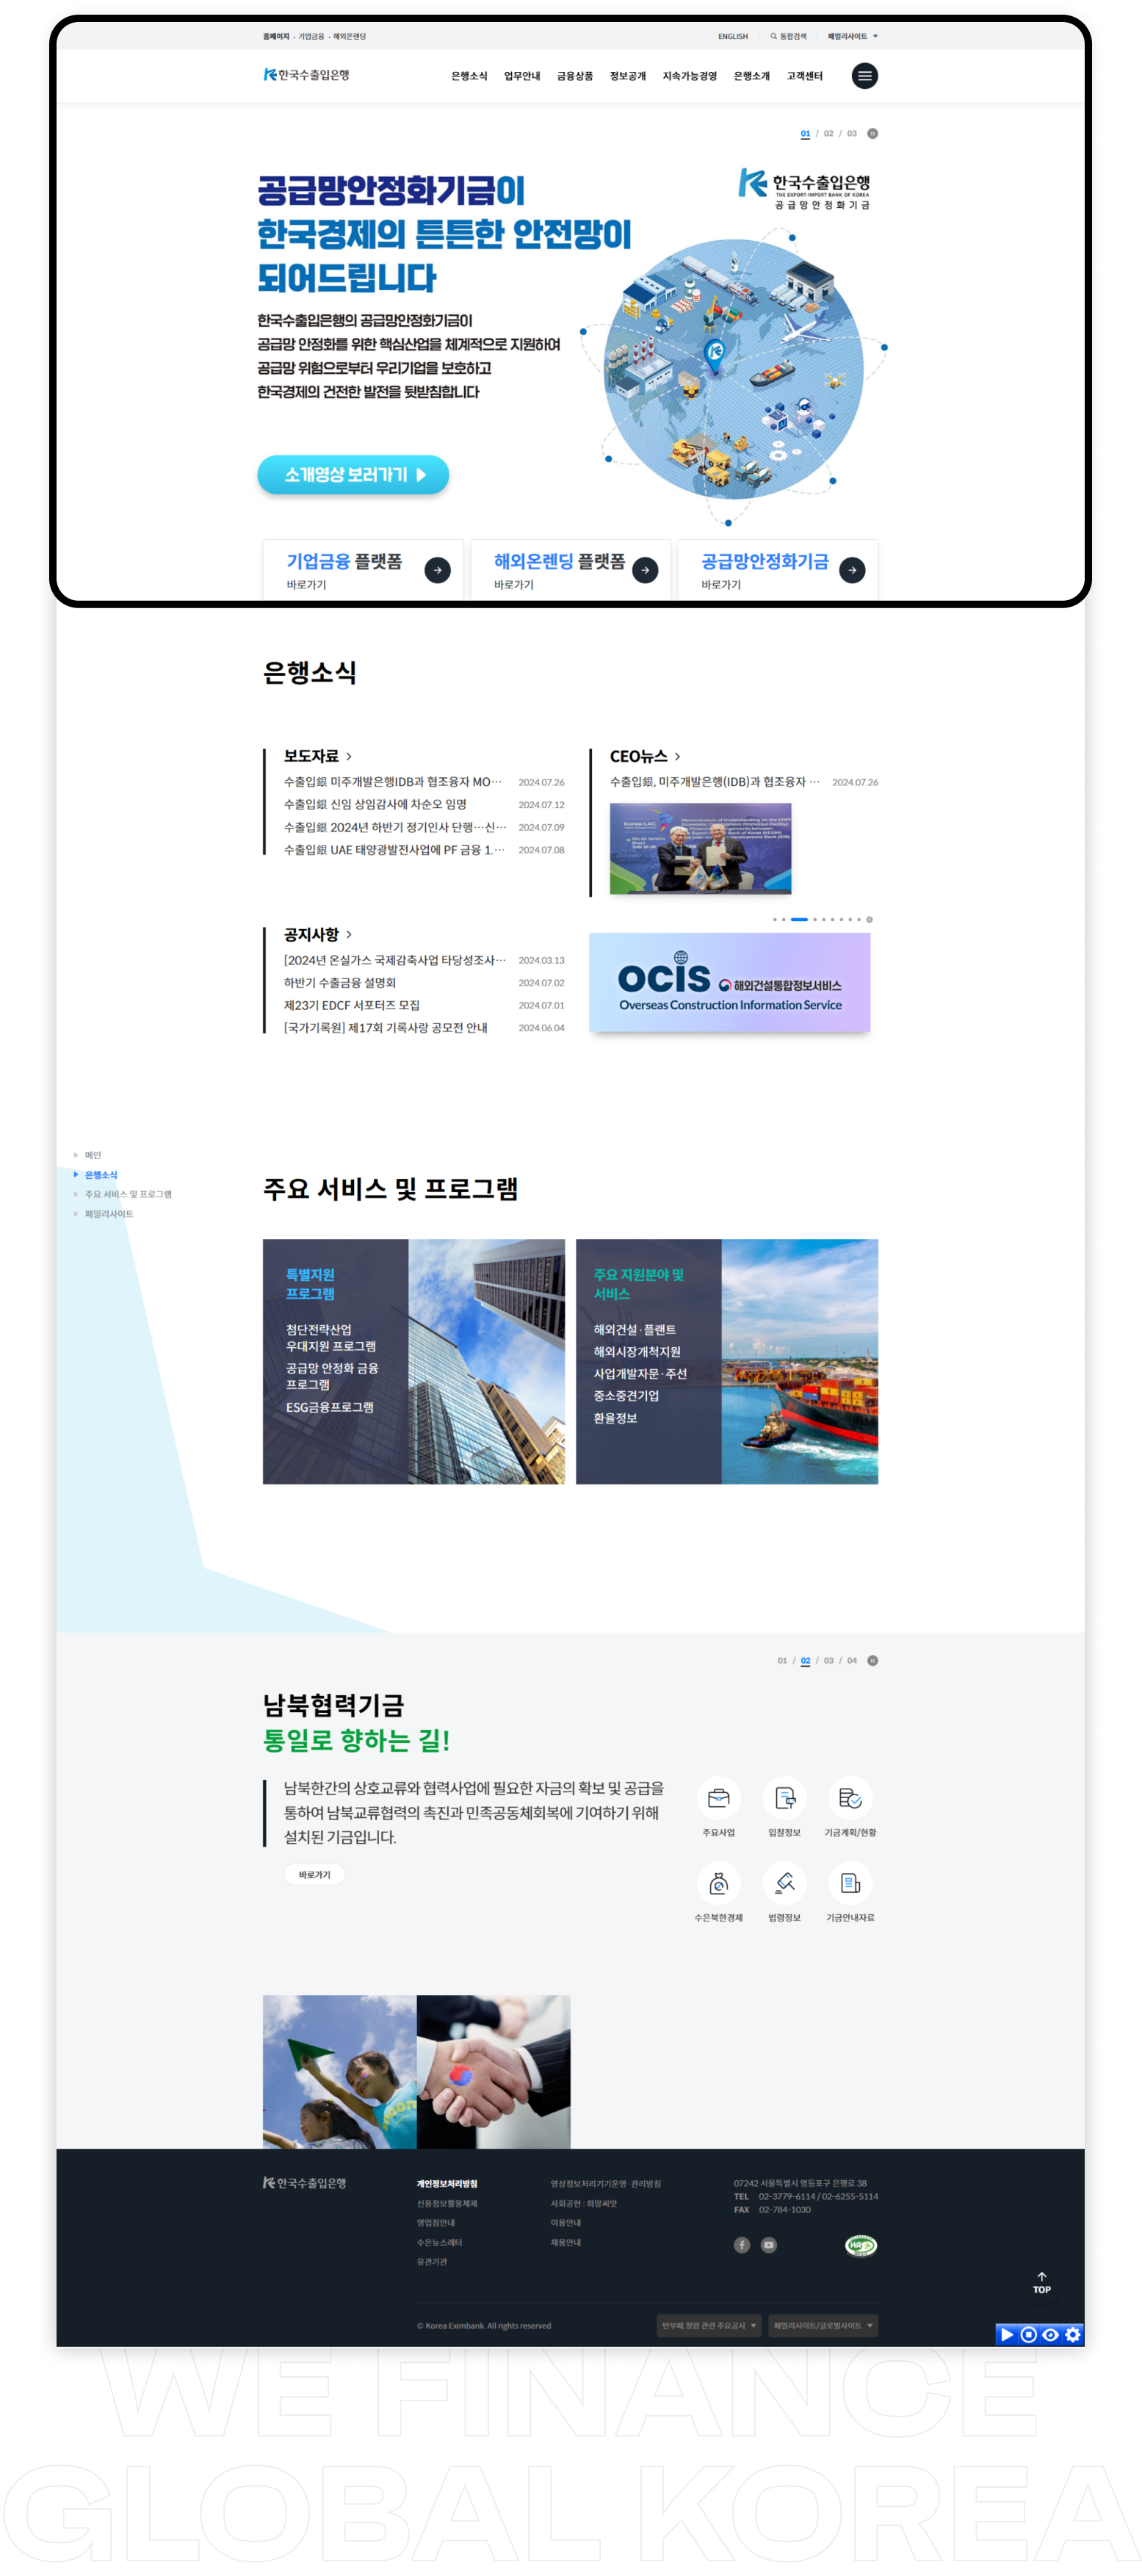 홈페이지 · 기업금융 · 해외온렌딩
ENGLISH 통합검색 패밀리사이트
한국수출입은행
은행소식 업무안내 금융상품 정보공개 지속가능경영 은행소개 고객센터
01 / 02 / 03
공급망안정화기금이
한국경제의 튼튼한 안전망이
되어드립니다
한국수출입은행
THE EXPORT-IMPORT BANK OF KOREA
공급망안정화기금
한국수출입은행의 공급망안정화기금이
공급망 안정화를 위한 핵심산업을 체계적으로 지원하여
공급망 위험으로부터 우리기업을 보호하고
한국경제의 건전한 발전을 뒷받침합니다
소개영상 보러가기
기업금융 플랫폼
바로가기
해외온렌딩 플랫폼
바로가기
공급망안정화기금
바로가기
은행소식
보도자료
수출입銀 미주개발은행IDB과 협조융자 MO··· 2024.07.26
수출입銀 신임 상임감사에 차순오 임명 2024.07.12
수출입銀 2024년 하반기 정기인사 단행···신··· 2024.07.09
수출입銀 UAE 태양광발전사업에 PF 금융 1.··· 2024.07.08
CEO뉴스
수출입銀, 미주개발은행(IDB)과 협조융자 ··· 2024.07.26
공지사항
[2024년 온실가스 국제감축사업 타당성조사··· 2024.03.13
하반기 수출금융 설명회 2024.07.02
제23기 EDCF 서포터즈 모집 2024.07.01
[국가기록원] 제17회 기록사랑 공모전 안내 2024.06.04
OCIS 해외건설통합정보서비스
Overseas Construction Information Service
메인
은행소식
주요 서비스 및 프로그램
패밀리사이트
주요 서비스 및 프로그램
특별지원
프로그램
첨단전략산업
우대지원 프로그램
공급망 안정화 금융
프로그램
ESG금융프로그램
주요 지원분야 및
서비스
해외건설·플랜트
해외시장개척지원
사업개발자문·주선
중소중견기업
환율정보
01 / 02 / 03 / 04
남북협력기금
통일로 향하는 길!
남북한간의 상호교류와 협력사업에 필요한 자금의 확보 및 공급을
통하여 남북교류협력의 촉진과 민족공동체회복에 기여하기 위해
설치된 기금입니다.
바로가기
주요사업 입찰정보 기금계획/현황
수은북한경제 법령정보 기금안내자료
한국수출입은행
개인정보처리방침
신용정보활용체제
영업점안내
수은뉴스레터
유관기관
영상정보처리기기운영·관리방침
사회공헌 : 희망씨앗
이용안내
채용안내
07242 서울특별시 영등포구 은행로 38
TEL 02-3779-6114 / 02-6255-5114
FAX 02-784-1030
TOP
© Korea Eximbank. All rights reserved
반부패.청렴 관련 주요공시
패밀리사이트/글로벌사이트
WE FINANCE
GLOBAL KOREA